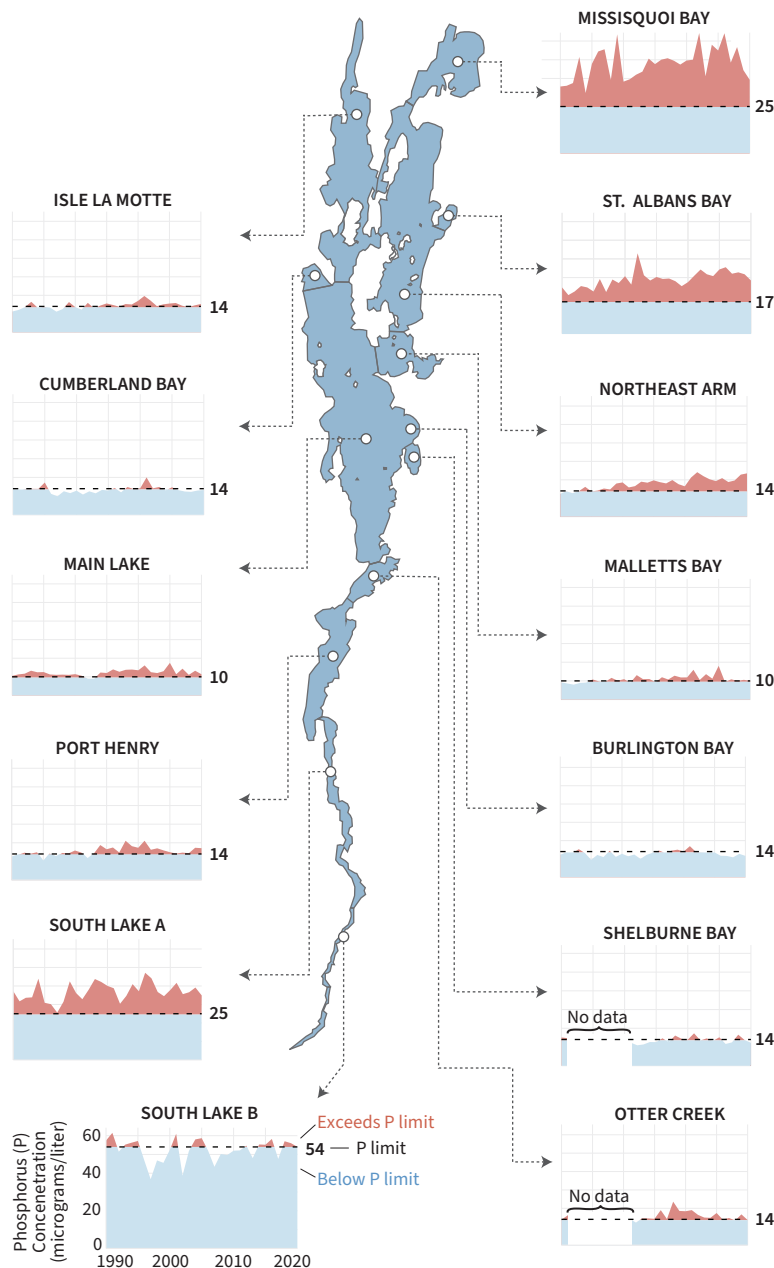 MISSISQUOI BAY
25
ISLE LA MOTTE
14
ST. ALBANS BAY
17
CUMBERLAND BAY
14
NORTHEAST ARM
14
MAIN LAKE
10
MALLETTS BAY
10
PORT HENRY
14
BURLINGTON BAY
14
SOUTH LAKE A
25
SHELBURNE BAY
No data
14
SOUTH LAKE B
Phosphorus (P)
Concenetration
(micrograms/liter)
60
40
20
0
1990
2000
2010
2020
Exceeds P limit
54 — P limit
Below P limit
OTTER CREEK
No data
14